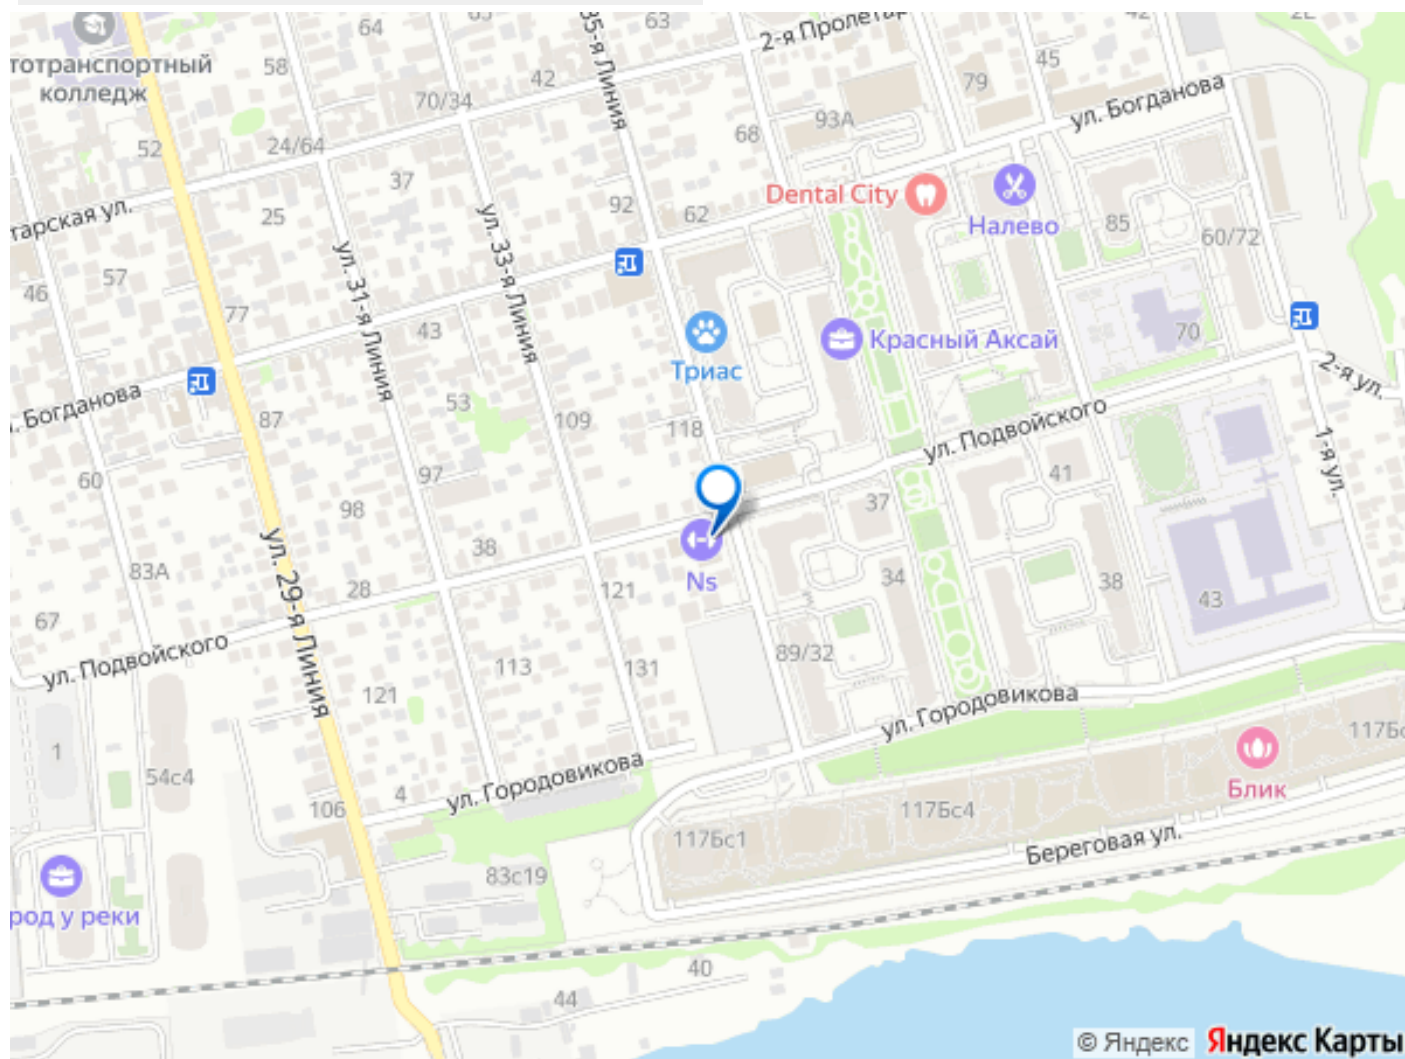 64
63
42
2Е
тотранспортный
колледж
58
35-я Линия
2-я Пролетар
45
79
42
70/34
93А
ул. Богданова
52
24/64
68
37
Dental City
Налево
тарская ул.
25
92
62
85
60/72
ул. 33-я Линия
ул. 31-я Линия
57
46
77
43
Красный Аксай
70
Триас
2-я ул.
. Богданова
87
53
109
118
ул. Подвойского
1-я ул.
60
97
41
98
37
ул. 29-я Линия
38
83А
28
Ns
121
34
38
43
67
ул. Подвойского
113
131
89/32
121
ул. Городовикова
1
54с4
117Бс
Блик
ул. Городовикова
4
106
117Бс4
117Бс1
Береговая ул.
83с19
род у реки
40
44
© Яндекс
Яндекс Карты